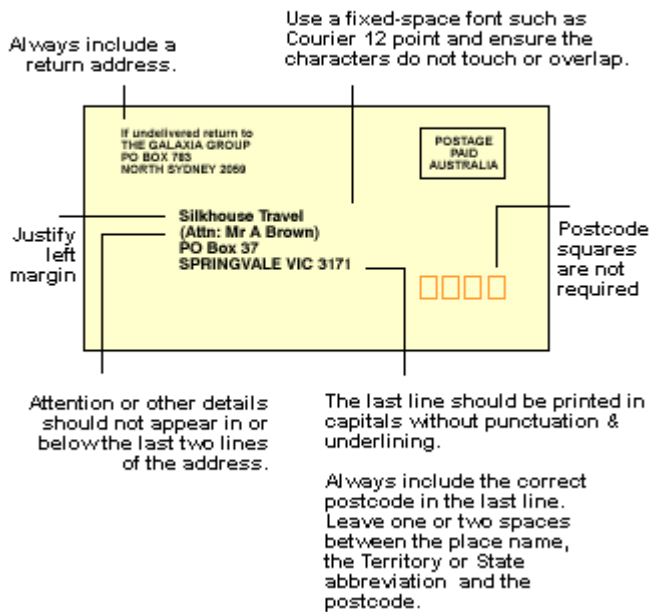 Always include a
return address.
Use a fixed-space font such as
Courier 12 point and ensure the
characters do not touch or overlap.
If undelivered return to
THE GALAXIA GROUP
PO BOX 783
NORTH SYDNEY 2059
POSTAGE
PAID
AUSTRALIA
Justify
left
margin
Silkhouse Travel
(Attn: Mr A Brown)
PO Box 37
SPRINGVALE VIC 3171
Postcode
squares
are not
required
Attention or other details
should not appear in or
below the last two lines
of the address.
The last line should be printed in
capitals without punctuation &
underlining.
Always include the correct
postcode in the last line.
Leave one or two spaces
between the place name,
the Territory or State
abbreviation and the
postcode.